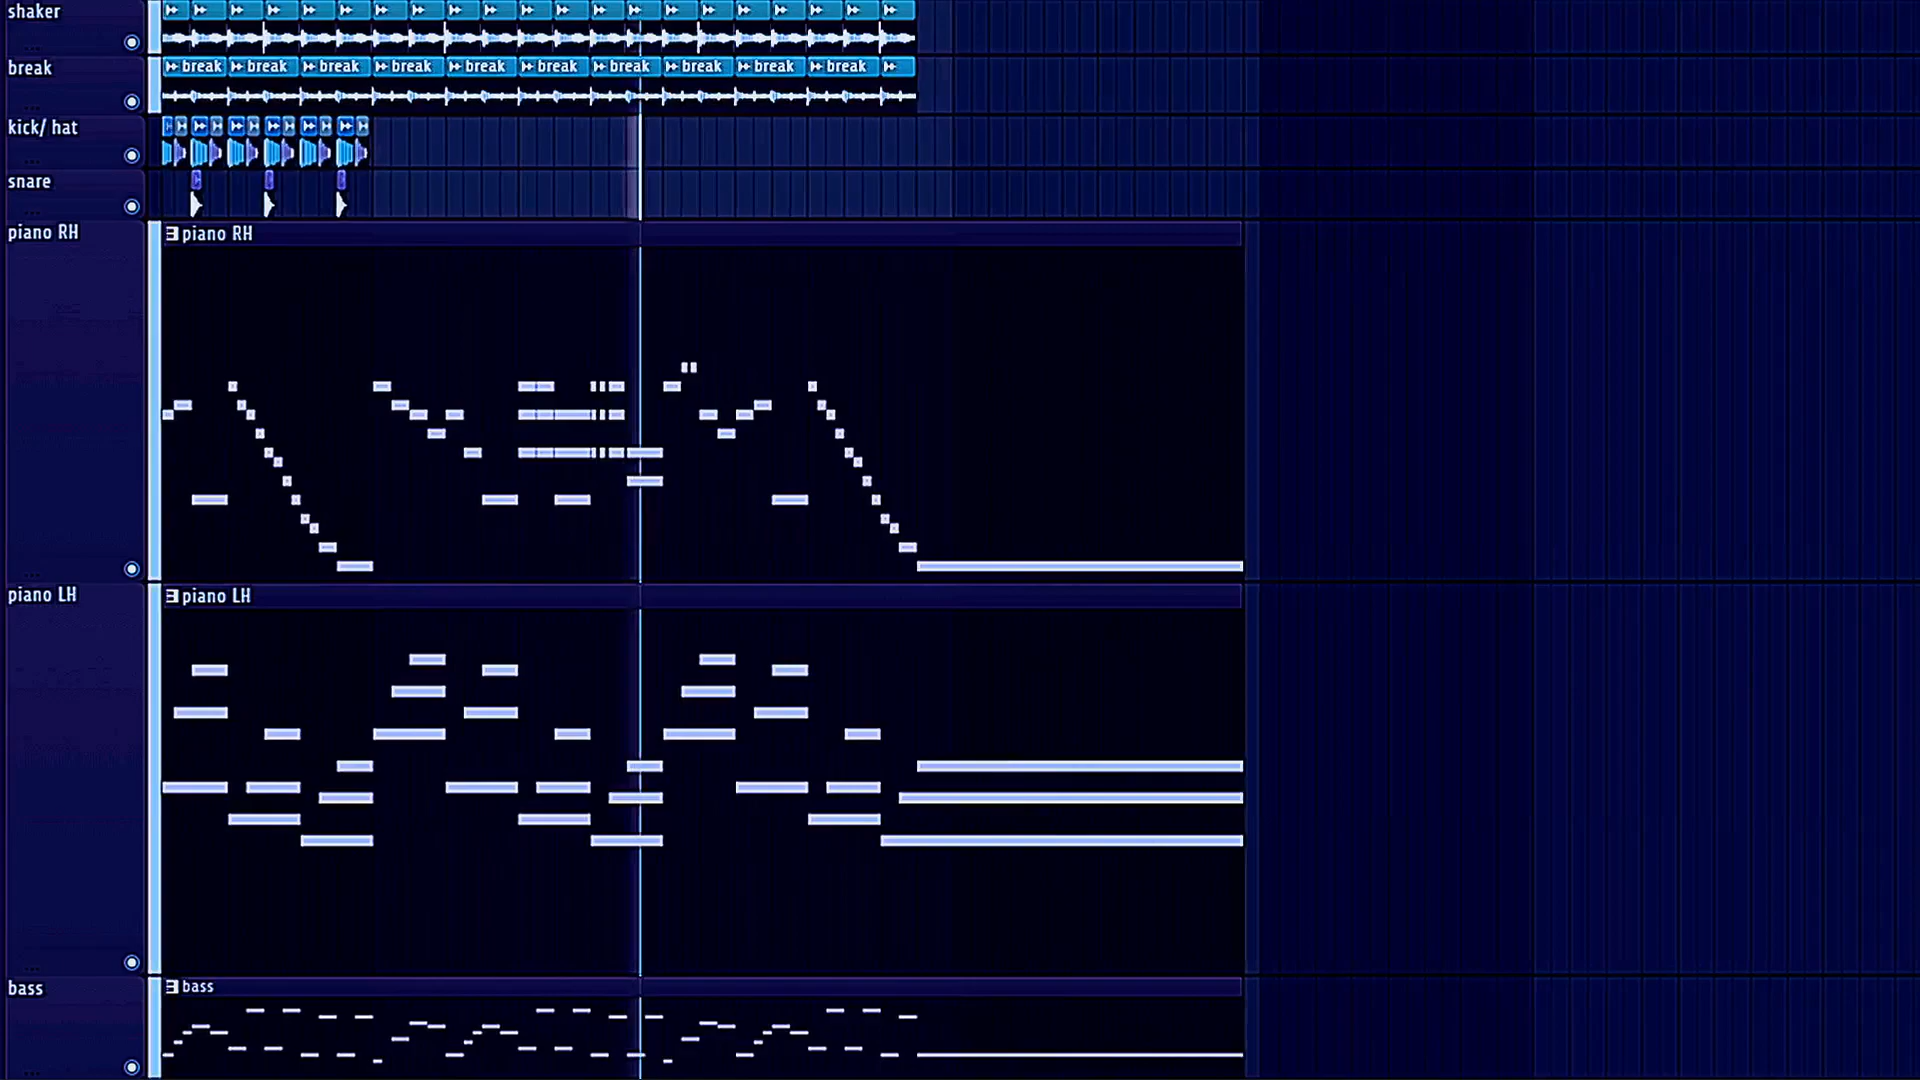 shaker
break
break break break break break break break break break break
kick/ hat
snare
piano RH
piano RH
piano LH
piano LH
bass
bass